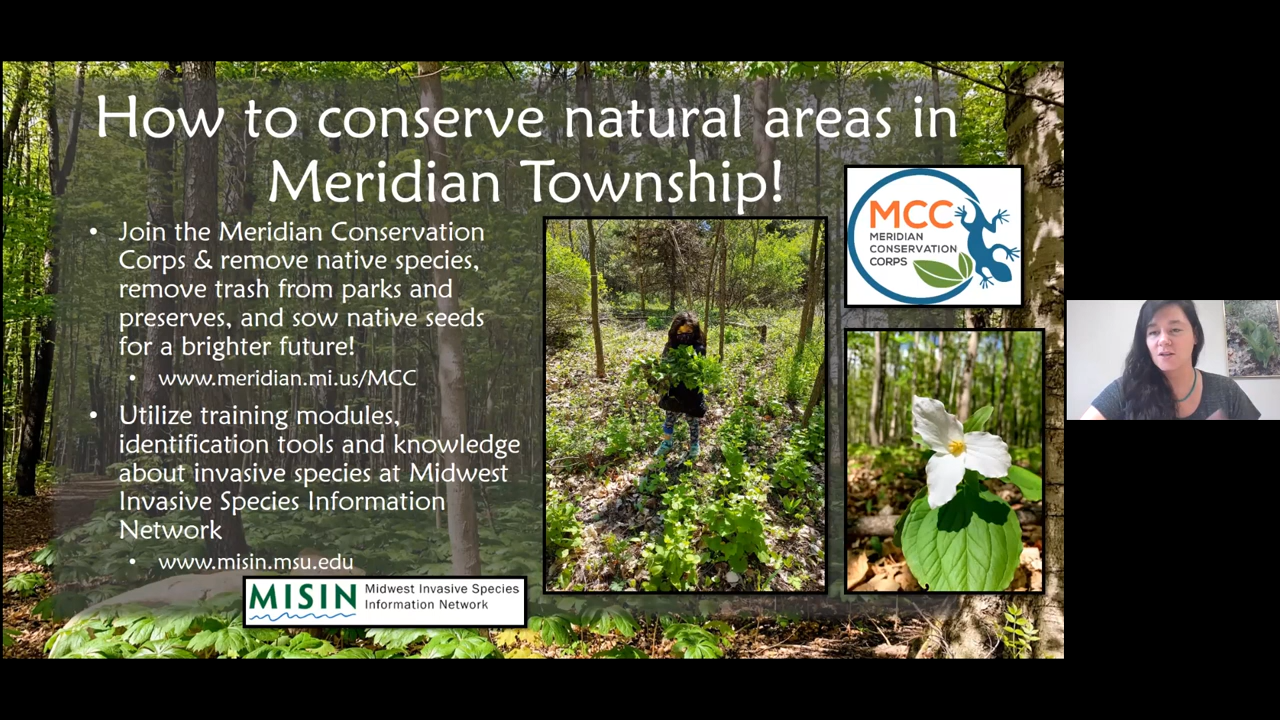 How to conserve natural areas in
Meridian Township!
• Join the Meridian Conservation
Corps & remove native species,
remove trash from parks and
preserves, and sow native seeds
for a brighter future!
• www.meridian.mi.us/MCC
• Utilize training modules,
identification tools and knowledge
about invasive species at Midwest
Invasive Species Information
Network
• www.misin.msu.edu
MISIN Midwest Invasive Species
Information Network
MCC
MERIDIAN
CONSERVATION
CORPS